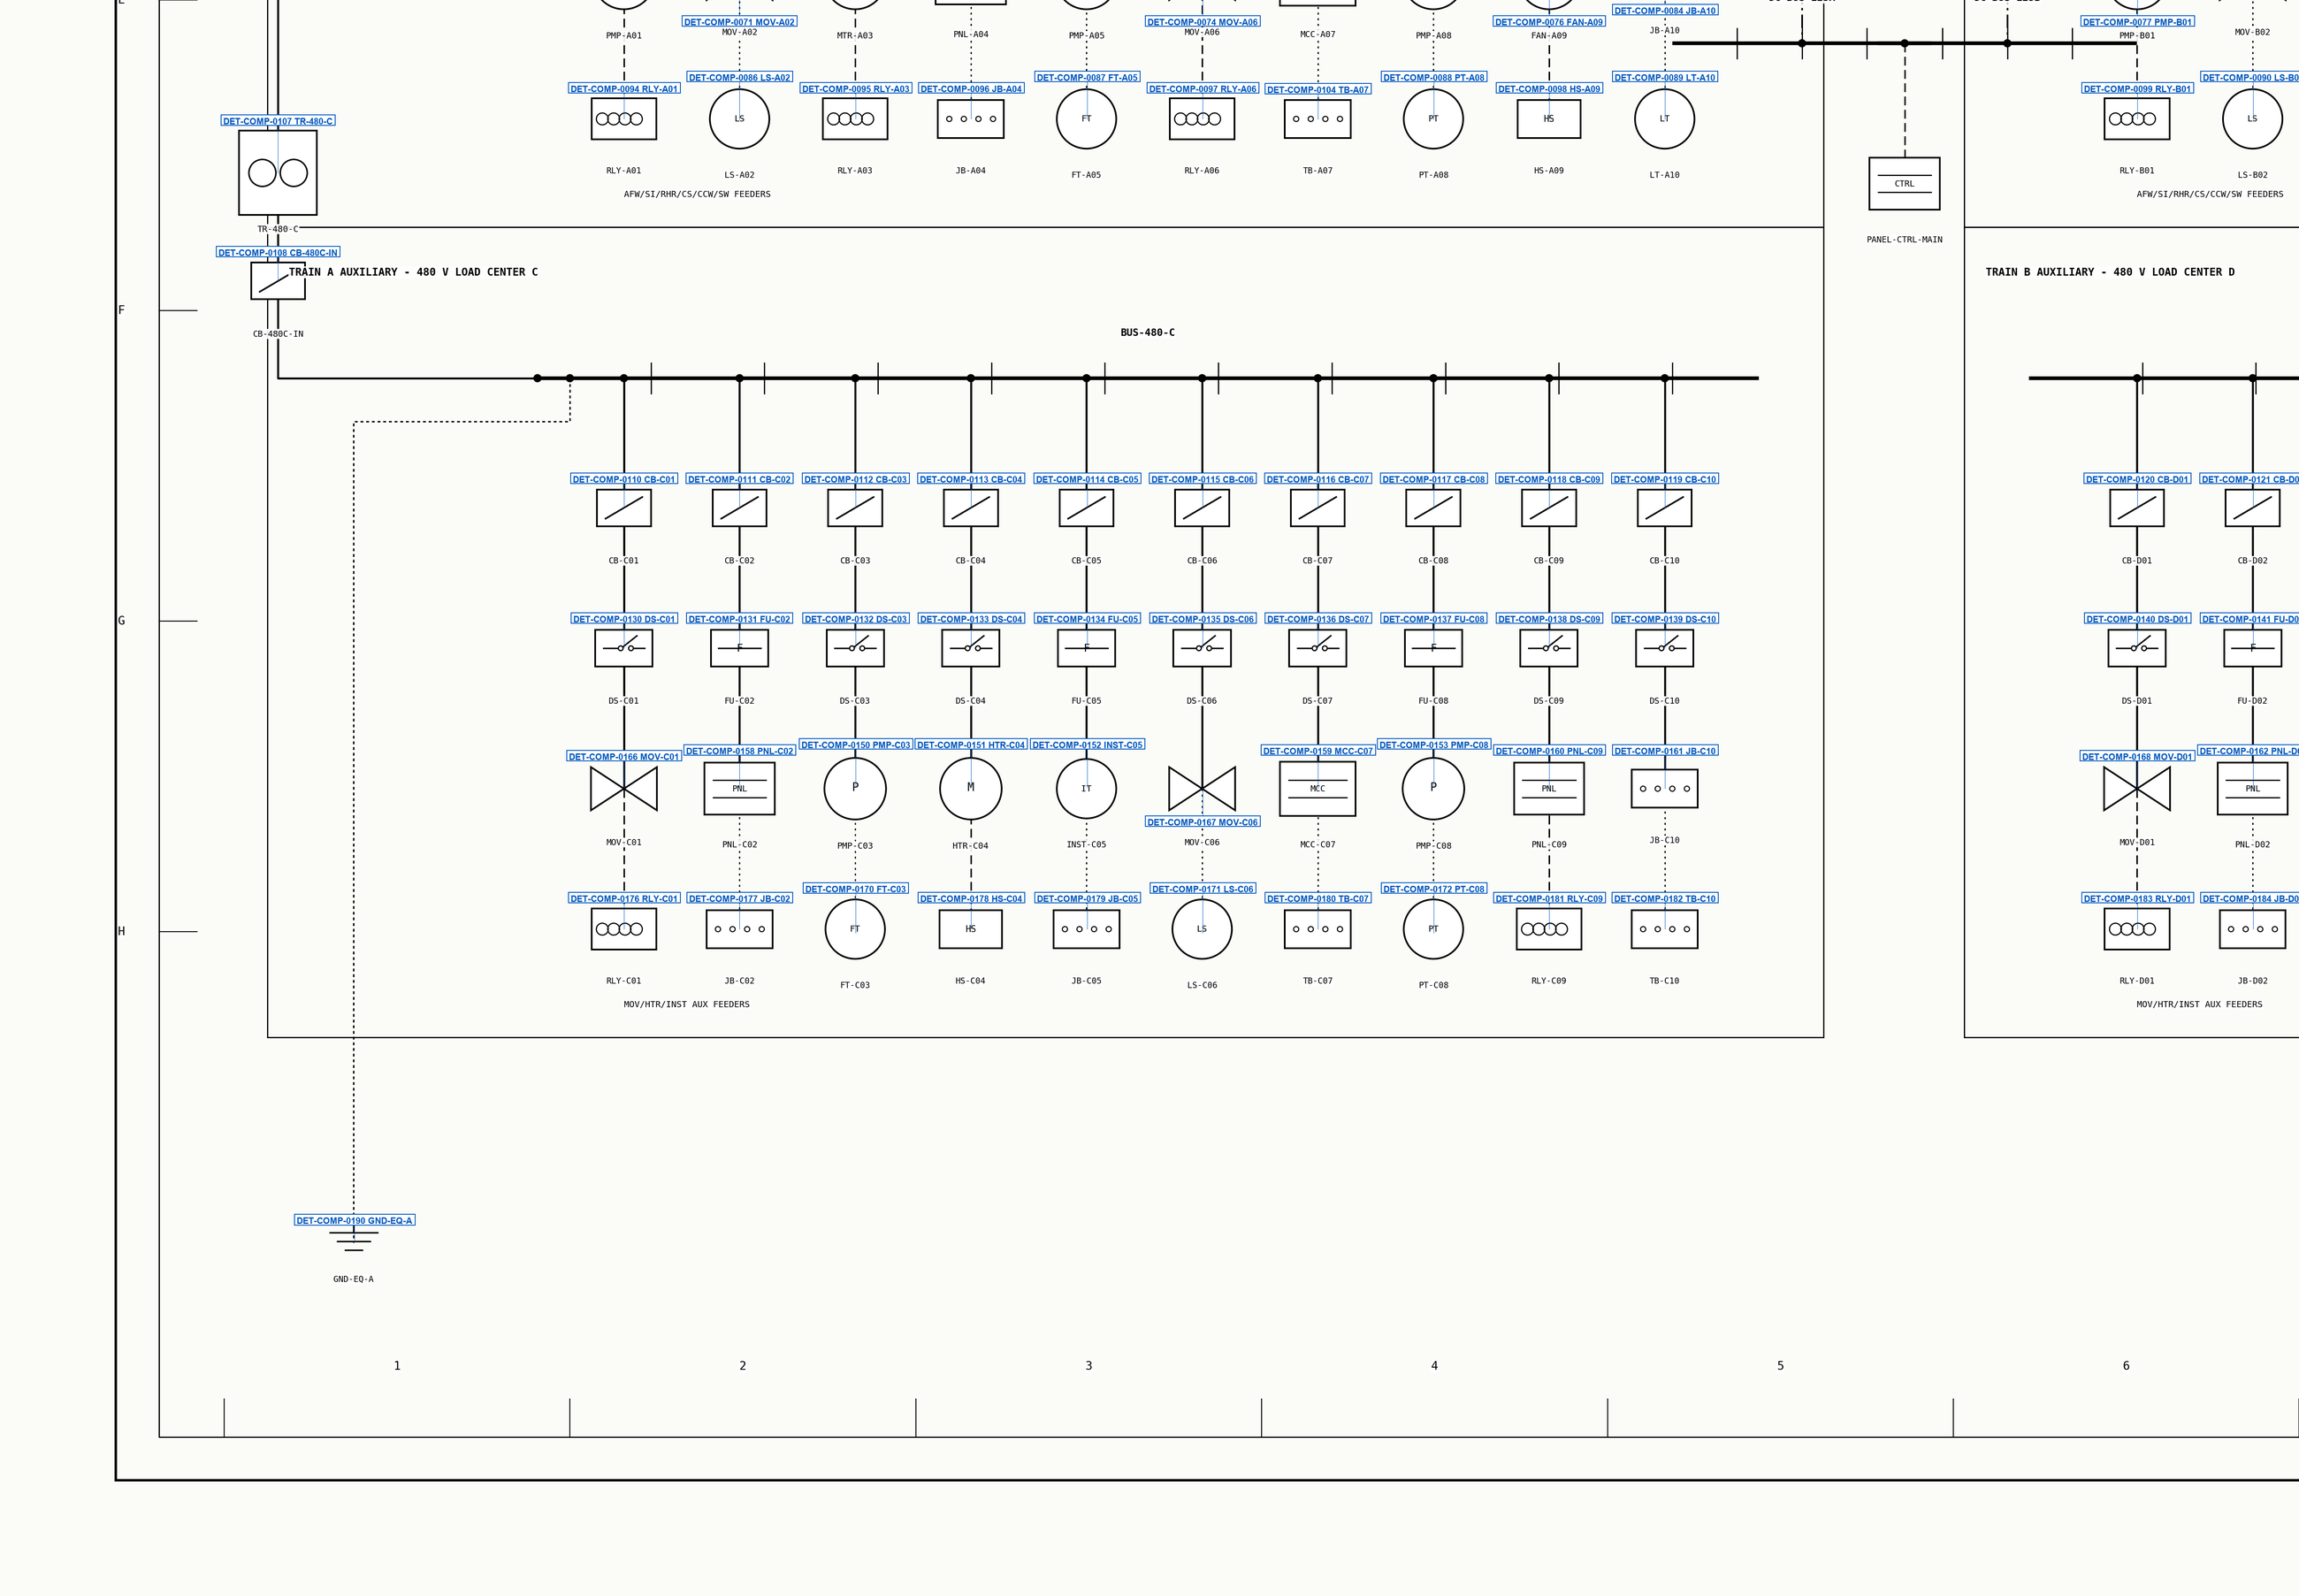 DET-COMP-0071 MOV-A02
DET-COMP-0074 MOV-A06
DET-COMP-0076 FAN-A09
DET-COMP-0084 JB-A10
DET-COMP-0077 PMP-B01
PMP-A01
MOV-A02
MTR-A03
PNL-A04
PMP-A05
MOV-A06
MCC-A07
PMP-A08
FAN-A09
JB-A10
PMP-B01
MOV-B02
DET-COMP-0094 RLY-A01
DET-COMP-0086 LS-A02
DET-COMP-0095 RLY-A03
DET-COMP-0096 JB-A04
DET-COMP-0087 FT-A05
DET-COMP-0097 RLY-A06
DET-COMP-0104 TB-A07
DET-COMP-0088 PT-A08
DET-COMP-0098 HS-A09
DET-COMP-0089 LT-A10
DET-COMP-0099 RLY-B01
DET-COMP-0090 LS-B0
DET-COMP-0107 TR-480-C
LS
FT
PT
HS
LT
LS
RLY-A01
LS-A02
RLY-A03
JB-A04
FT-A05
RLY-A06
TB-A07
PT-A08
HS-A09
LT-A10
CTRL
RLY-B01
LS-B02
AFW/SI/RHR/CS/CCW/SW FEEDERS
AFW/SI/RHR/CS/CCW/SW FEEDERS
TR-480-C
PANEL-CTRL-MAIN
DET-COMP-0108 CB-480C-IN
TRAIN A AUXILIARY - 480 V LOAD CENTER C
TRAIN B AUXILIARY - 480 V LOAD CENTER D
F
CB-480C-IN
BUS-480-C
DET-COMP-0110 CB-C01
DET-COMP-0111 CB-C02
DET-COMP-0112 CB-C03
DET-COMP-0113 CB-C04
DET-COMP-0114 CB-C05
DET-COMP-0115 CB-C06
DET-COMP-0116 CB-C07
DET-COMP-0117 CB-C08
DET-COMP-0118 CB-C09
DET-COMP-0119 CB-C10
DET-COMP-0120 CB-D01
DET-COMP-0121 CB-D0
CB-C01
CB-C02
CB-C03
CB-C04
CB-C05
CB-C06
CB-C07
CB-C08
CB-C09
CB-C10
CB-D01
CB-D02
G
DET-COMP-0130 DS-C01
DET-COMP-0131 FU-C02
DET-COMP-0132 DS-C03
DET-COMP-0133 DS-C04
DET-COMP-0134 FU-C05
DET-COMP-0135 DS-C06
DET-COMP-0136 DS-C07
DET-COMP-0137 FU-C08
DET-COMP-0138 DS-C09
DET-COMP-0139 DS-C10
DET-COMP-0140 DS-D01
DET-COMP-0141 FU-D0
F
F
F
F
DS-C01
FU-C02
DS-C03
DS-C04
FU-C05
DS-C06
DS-C07
FU-C08
DS-C09
DS-C10
DS-D01
FU-D02
DET-COMP-0166 MOV-C01
DET-COMP-0158 PNL-C02
DET-COMP-0150 PMP-C03
DET-COMP-0151 HTR-C04
DET-COMP-0152 INST-C05
DET-COMP-0159 MCC-C07
DET-COMP-0153 PMP-C08
DET-COMP-0160 PNL-C09
DET-COMP-0161 JB-C10
DET-COMP-0168 MOV-D01
DET-COMP-0162 PNL-D0
PNL
P
M
IT
MCC
P
PNL
PNL
DET-COMP-0167 MOV-C06
MOV-C01
PNL-C02
PMP-C03
HTR-C04
INST-C05
MOV-C06
MCC-C07
PMP-C08
PNL-C09
JB-C10
MOV-D01
PNL-D02
DET-COMP-0176 RLY-C01
DET-COMP-0177 JB-C02
DET-COMP-0170 FT-C03
DET-COMP-0178 HS-C04
DET-COMP-0179 JB-C05
DET-COMP-0171 LS-C06
DET-COMP-0180 TB-C07
DET-COMP-0172 PT-C08
DET-COMP-0181 RLY-C09
DET-COMP-0182 TB-C10
DET-COMP-0183 RLY-D01
DET-COMP-0184 JB-D0
H
FT
HS
LS
PT
RLY-C01
JB-C02
FT-C03
HS-C04
JB-C05
LS-C06
TB-C07
PT-C08
RLY-C09
TB-C10
RLY-D01
JB-D02
MOV/HTR/INST AUX FEEDERS
MOV/HTR/INST AUX FEEDERS
DET-COMP-0190 GND-EQ-A
GND-EQ-A
1
2
3
4
5
6